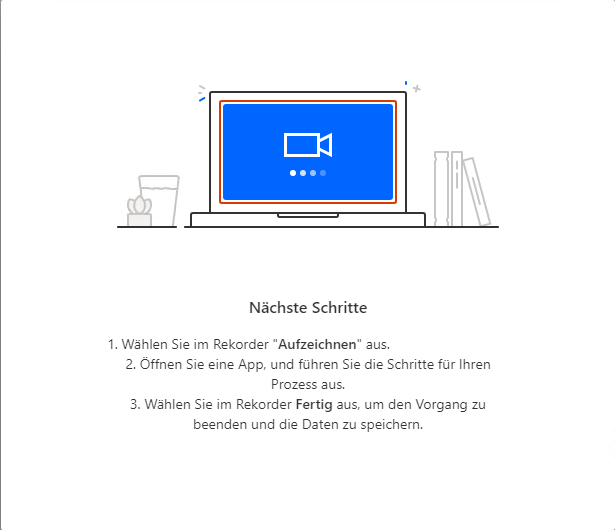 Nächste Schritte
1. Wählen Sie im Rekorder "Aufzeichnen" aus.
2. Öffnen Sie eine App, und führen Sie die Schritte für Ihren
Prozess aus.
3. Wählen Sie im Rekorder Fertig aus, um den Vorgang zu
beenden und die Daten zu speichern.